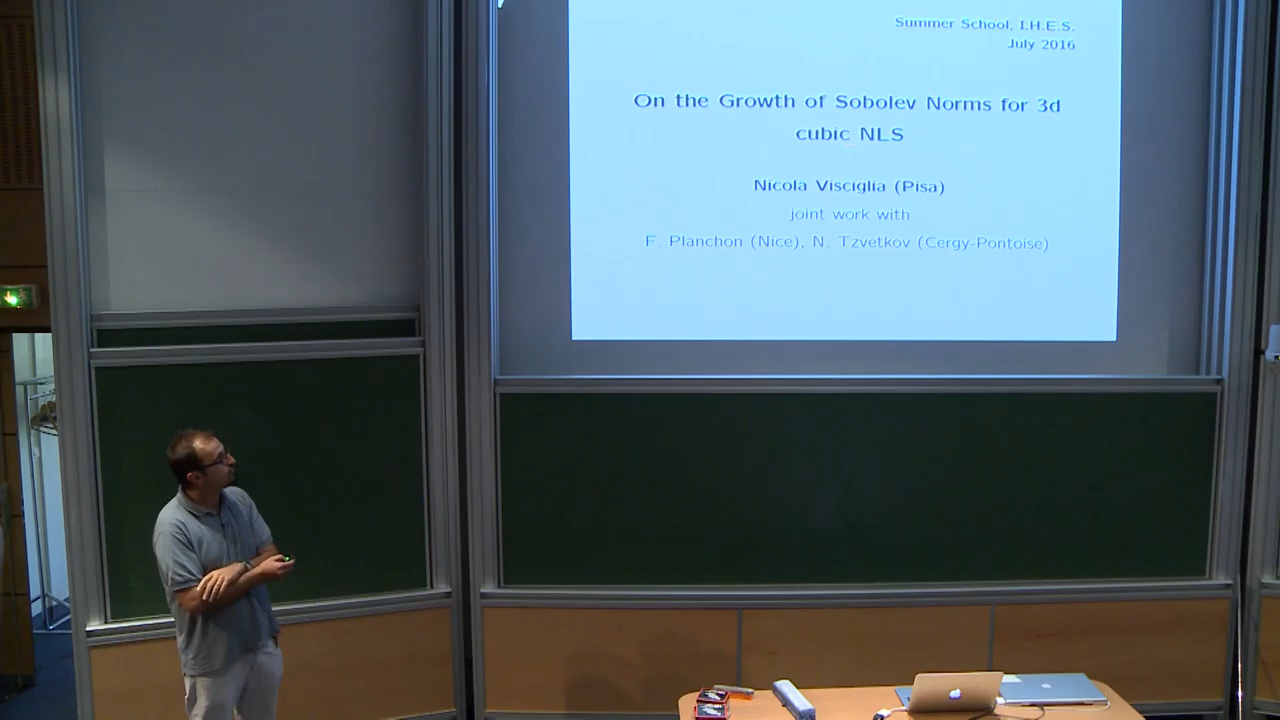 Summer School, I.H.E.S.
July 2016
On the Growth of Sobolev Norms for 3d
cubic NLS
Nicola Visciglia (Pisa)
joint work with
F. Planchon (Nice), N. Tzvetkov (Cergy-Pontoise)